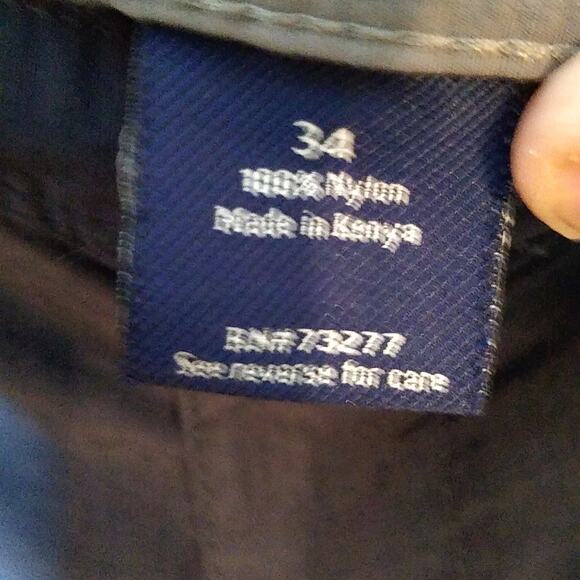 34
100% Nylon
Made in Kenya
RN#73277
See reverse for care